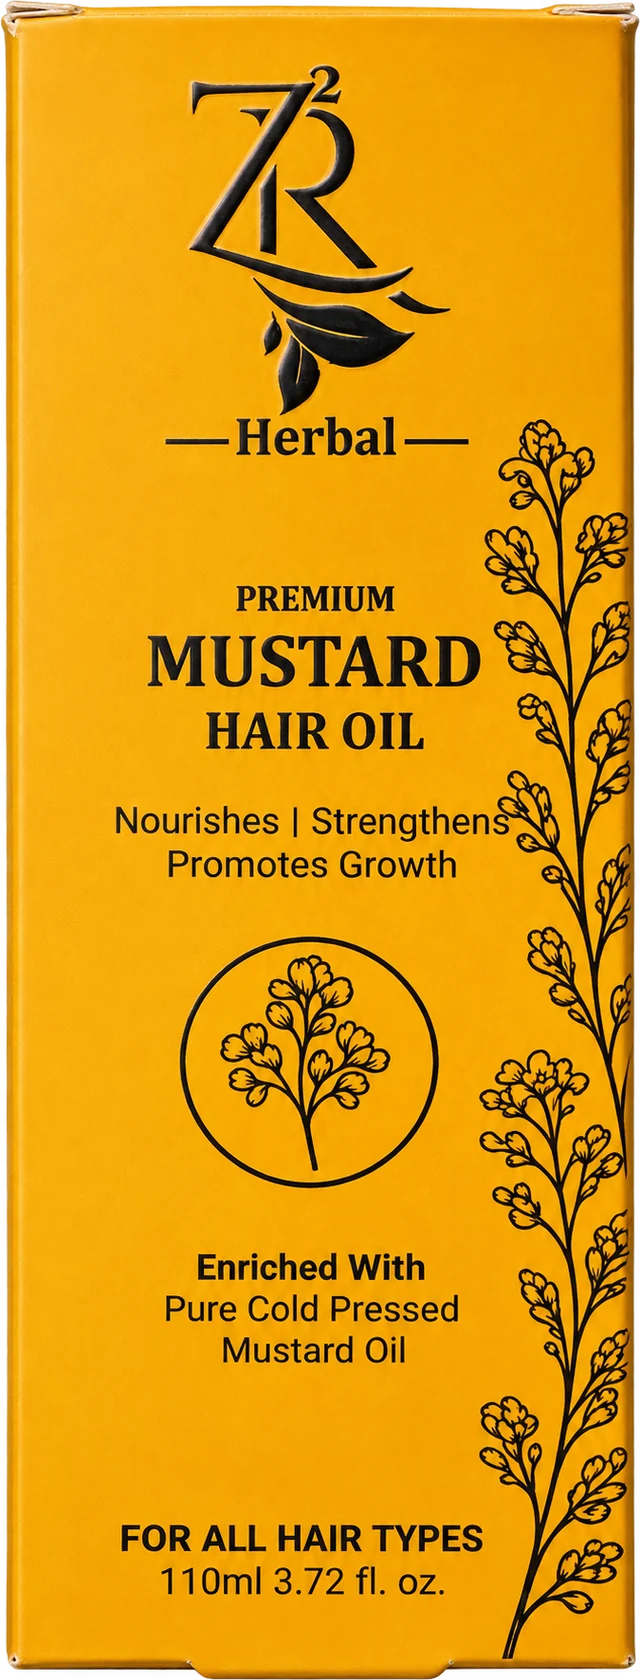 ZR²
Herbal
PREMIUM
MUSTARD
HAIR OIL
Nourishes | Strengthens
Promotes Growth
Enriched With
Pure Cold Pressed
Mustard Oil
FOR ALL HAIR TYPES
110ml 3.72 fl. oz.